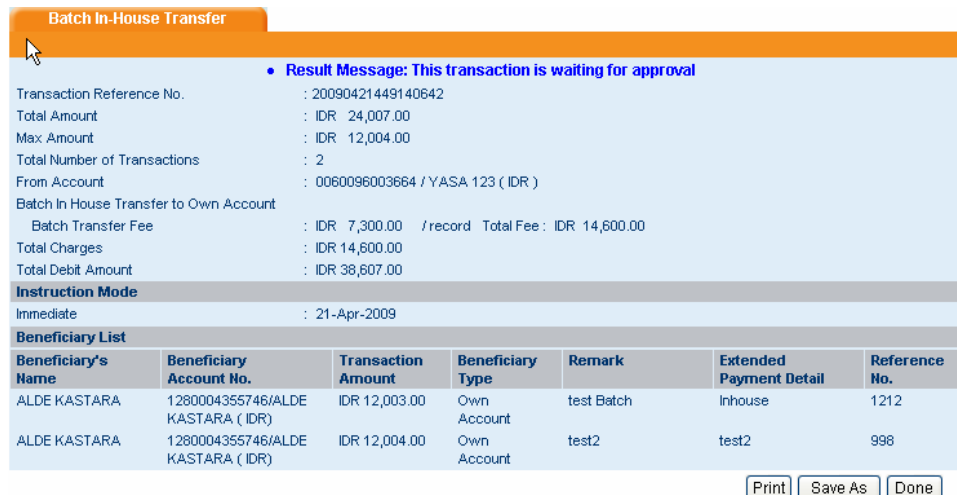 Batch In-House Transfer
• Result Message: This transaction is waiting for approval
Transaction Reference No. : 20090421449140642
Total Amount : IDR 24,007.00
Max Amount : IDR 12,004.00
Total Number of Transactions : 2
From Account : 0060096003664 / YASA 123 ( IDR )
Batch In House Transfer to Own Account
Batch Transfer Fee : IDR 7,300.00 / record Total Fee : IDR 14,600.00
Total Charges : IDR 14,600.00
Total Debit Amount : IDR 38,607.00
Instruction Mode
Immediate : 21-Apr-2009
Beneficiary List
Beneficiary's Beneficiary Transaction Beneficiary Remark Extended Reference
Name Account No. Amount Type Payment Detail No.
ALDE KASTARA 1280004355746/ALDE IDR 12,003.00 Own test Batch Inhouse 1212
KASTARA ( IDR) Account
ALDE KASTARA 1280004355746/ALDE IDR 12,004.00 Own test2 test2 998
KASTARA ( IDR) Account
Print Save As Done